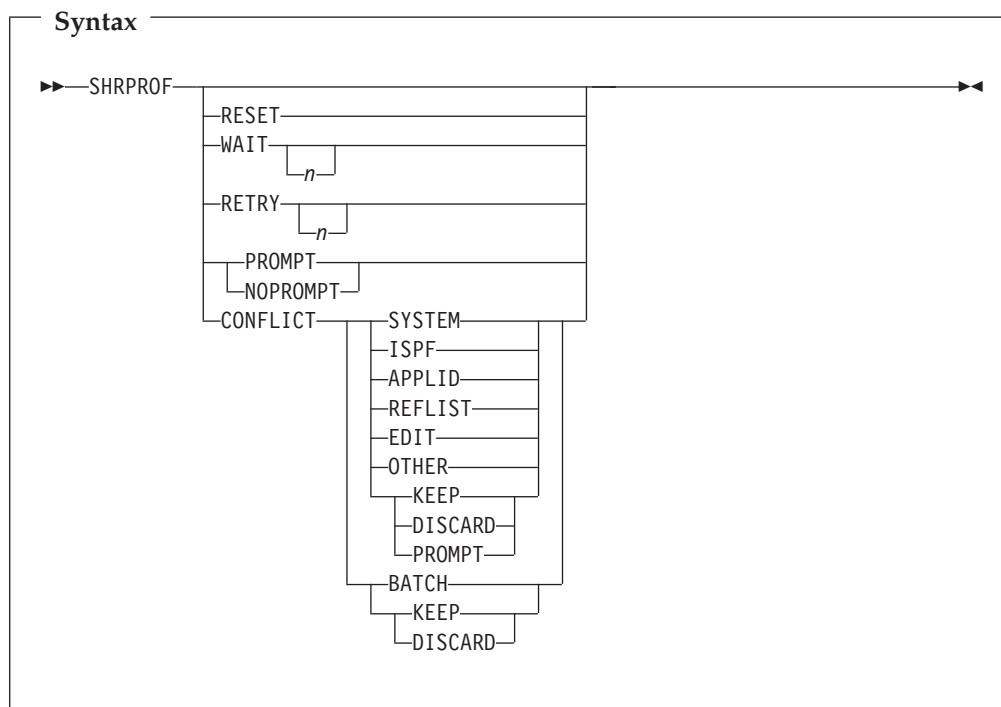 Syntax
SHRPROF
RESET
WAIT
n
RETRY
n
PROMPT
NOPROMPT
CONFLICT SYSTEM
ISPF
APPLID
REFLIST
EDIT
OTHER
KEEP
DISCARD
PROMPT
BATCH
KEEP
DISCARD